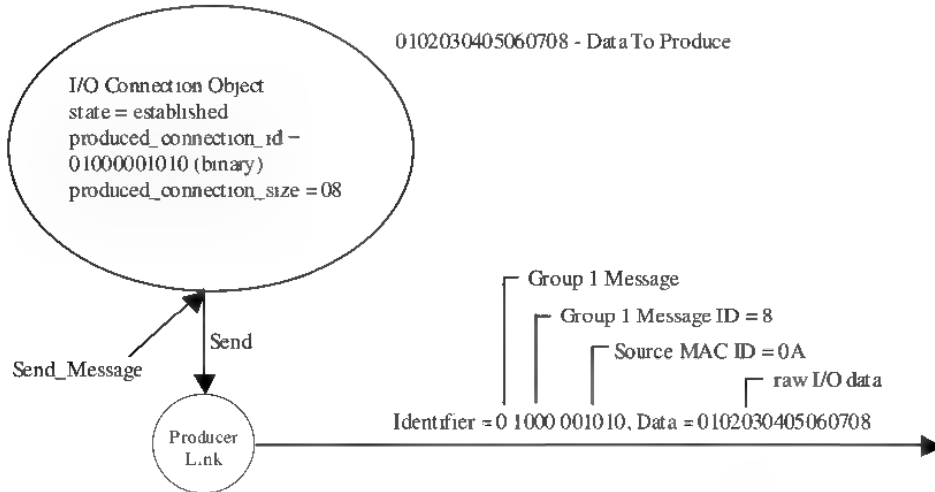 0102030405060708 - Data To Produce
I/O Connection Object
state = established
produced_connection_id =
01000001010 (binary)
produced_connection_size = 08
Send_Message
Send
Producer
Link
Group 1 Message
Group 1 Message ID = 8
Source MAC ID = 0A
raw I/O data
Identifier = 0 1000 001010, Data = 0102030405060708